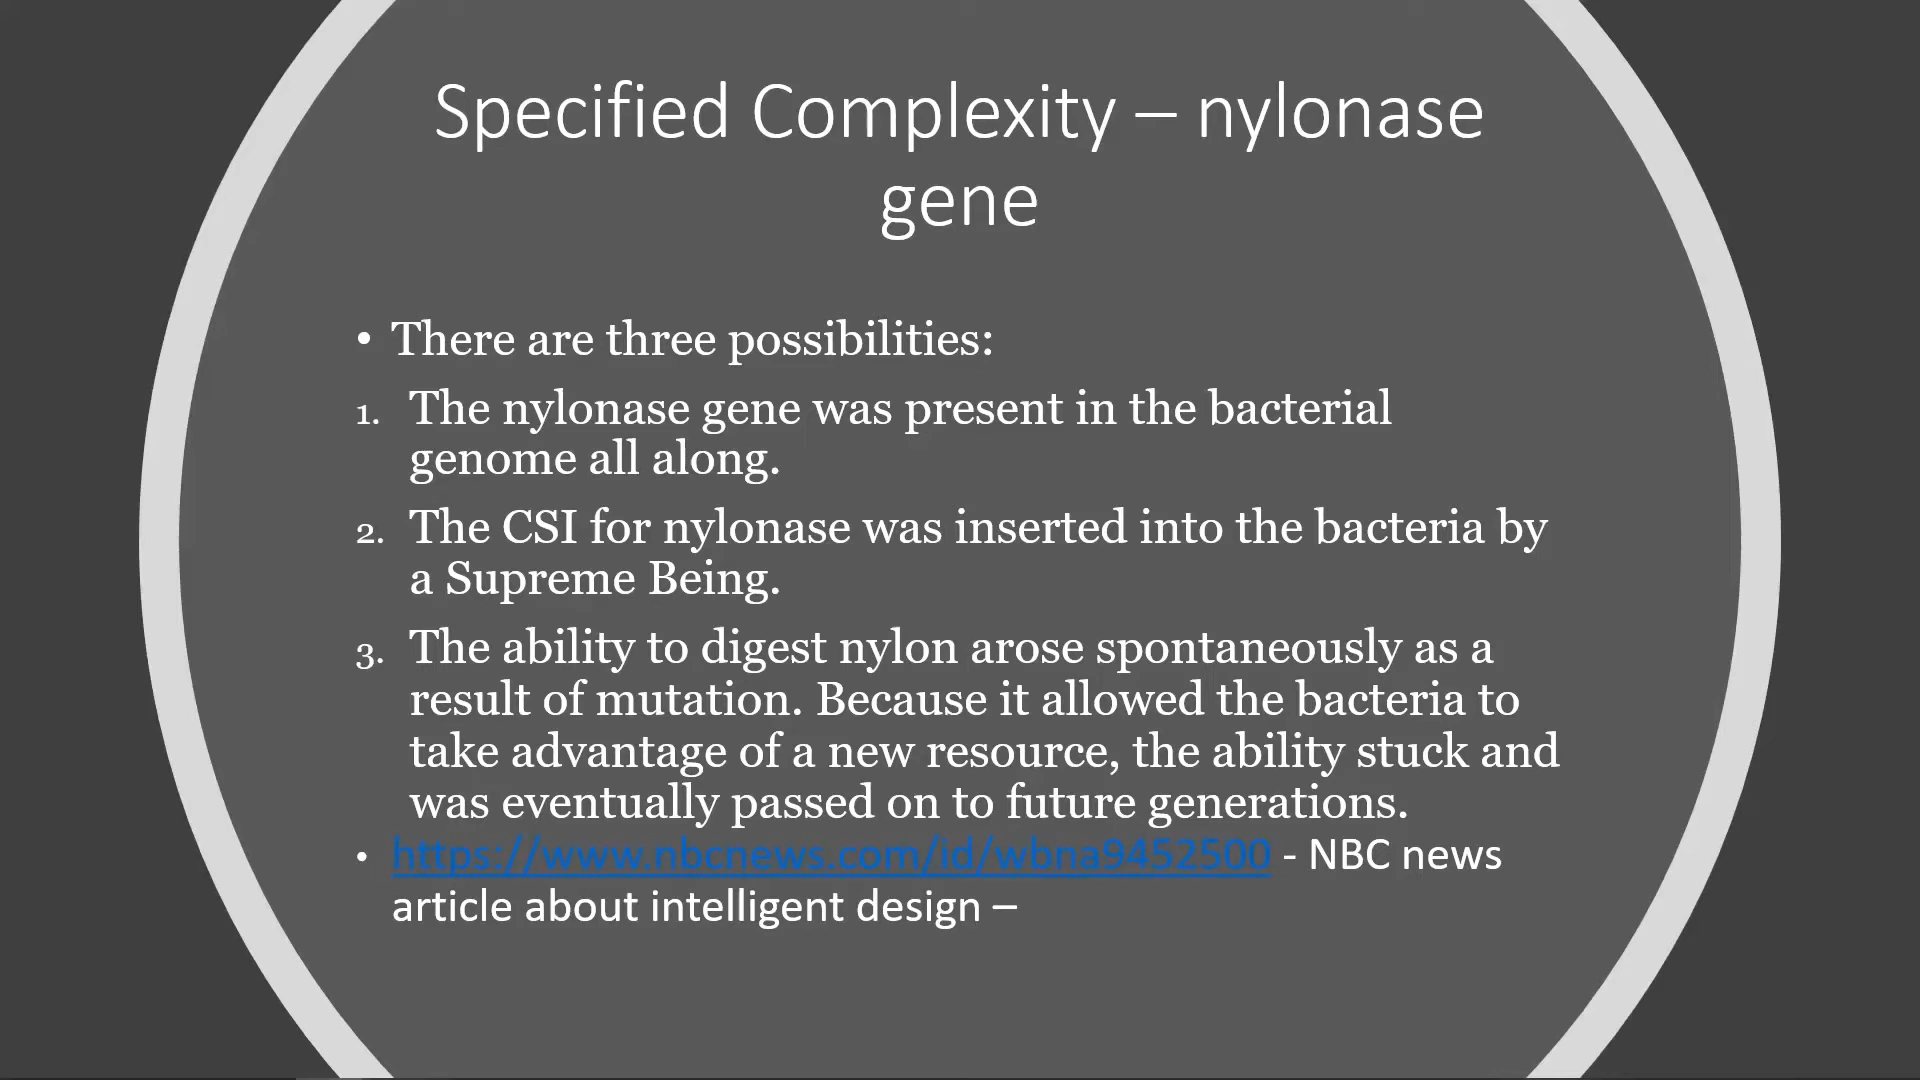 Specified Complexity – nylonase
gene
• There are three possibilities:
1. The nylonase gene was present in the bacterial
genome all along.
2. The CSI for nylonase was inserted into the bacteria by
a Supreme Being.
3. The ability to digest nylon arose spontaneously as a
result of mutation. Because it allowed the bacteria to
take advantage of a new resource, the ability stuck and
was eventually passed on to future generations.
• https://www.nbcnews.com/id/wbna9452500 - NBC news
article about intelligent design –